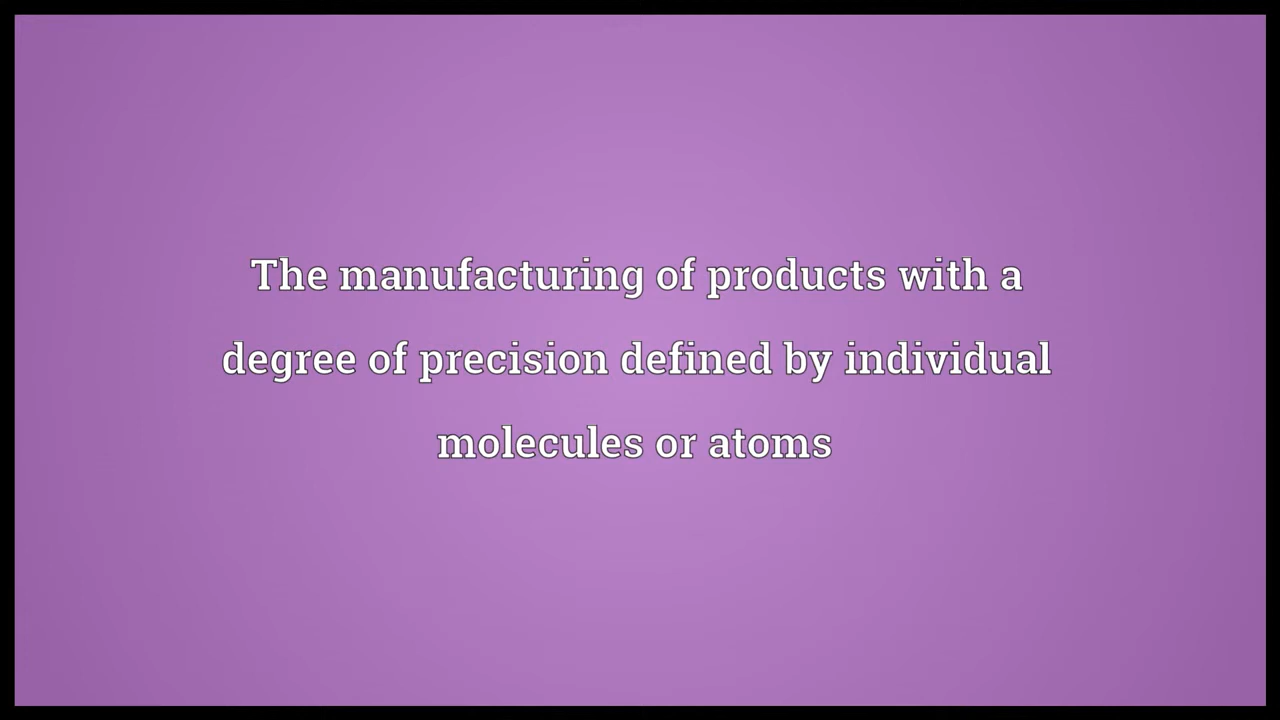 The manufacturing of products with a
degree of precision defined by individual
molecules or atoms